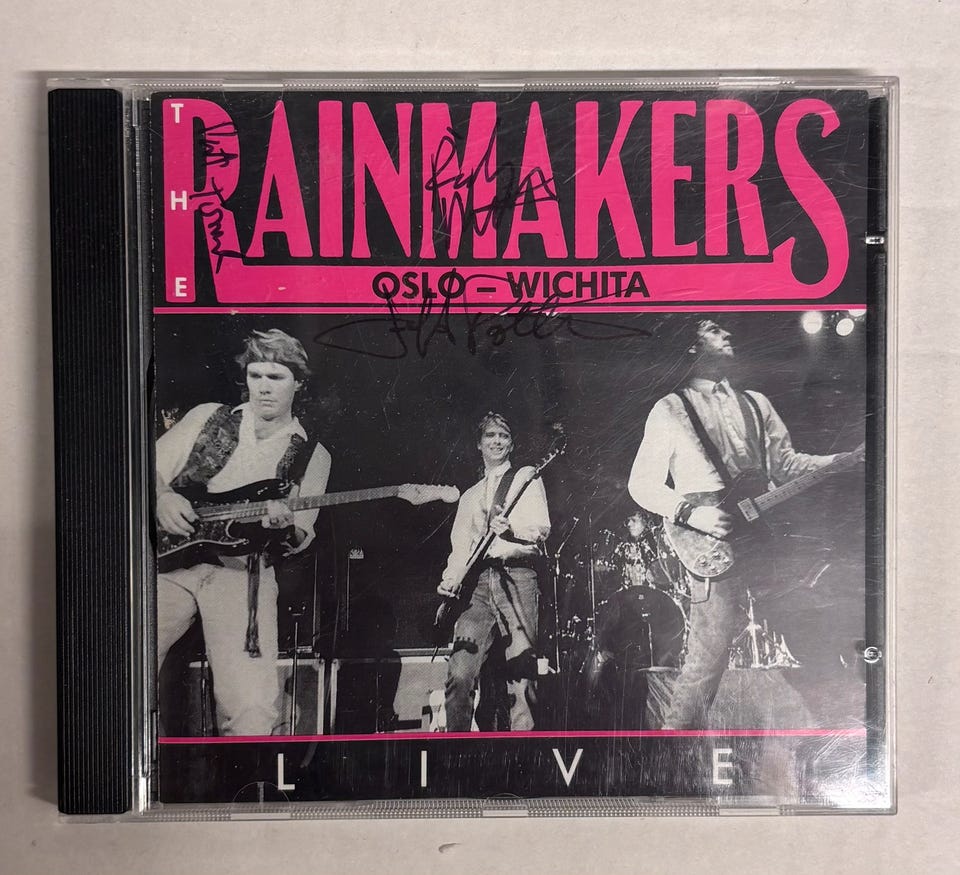 THE
RAINMAKERS
OSLO – WICHITA
LIVE